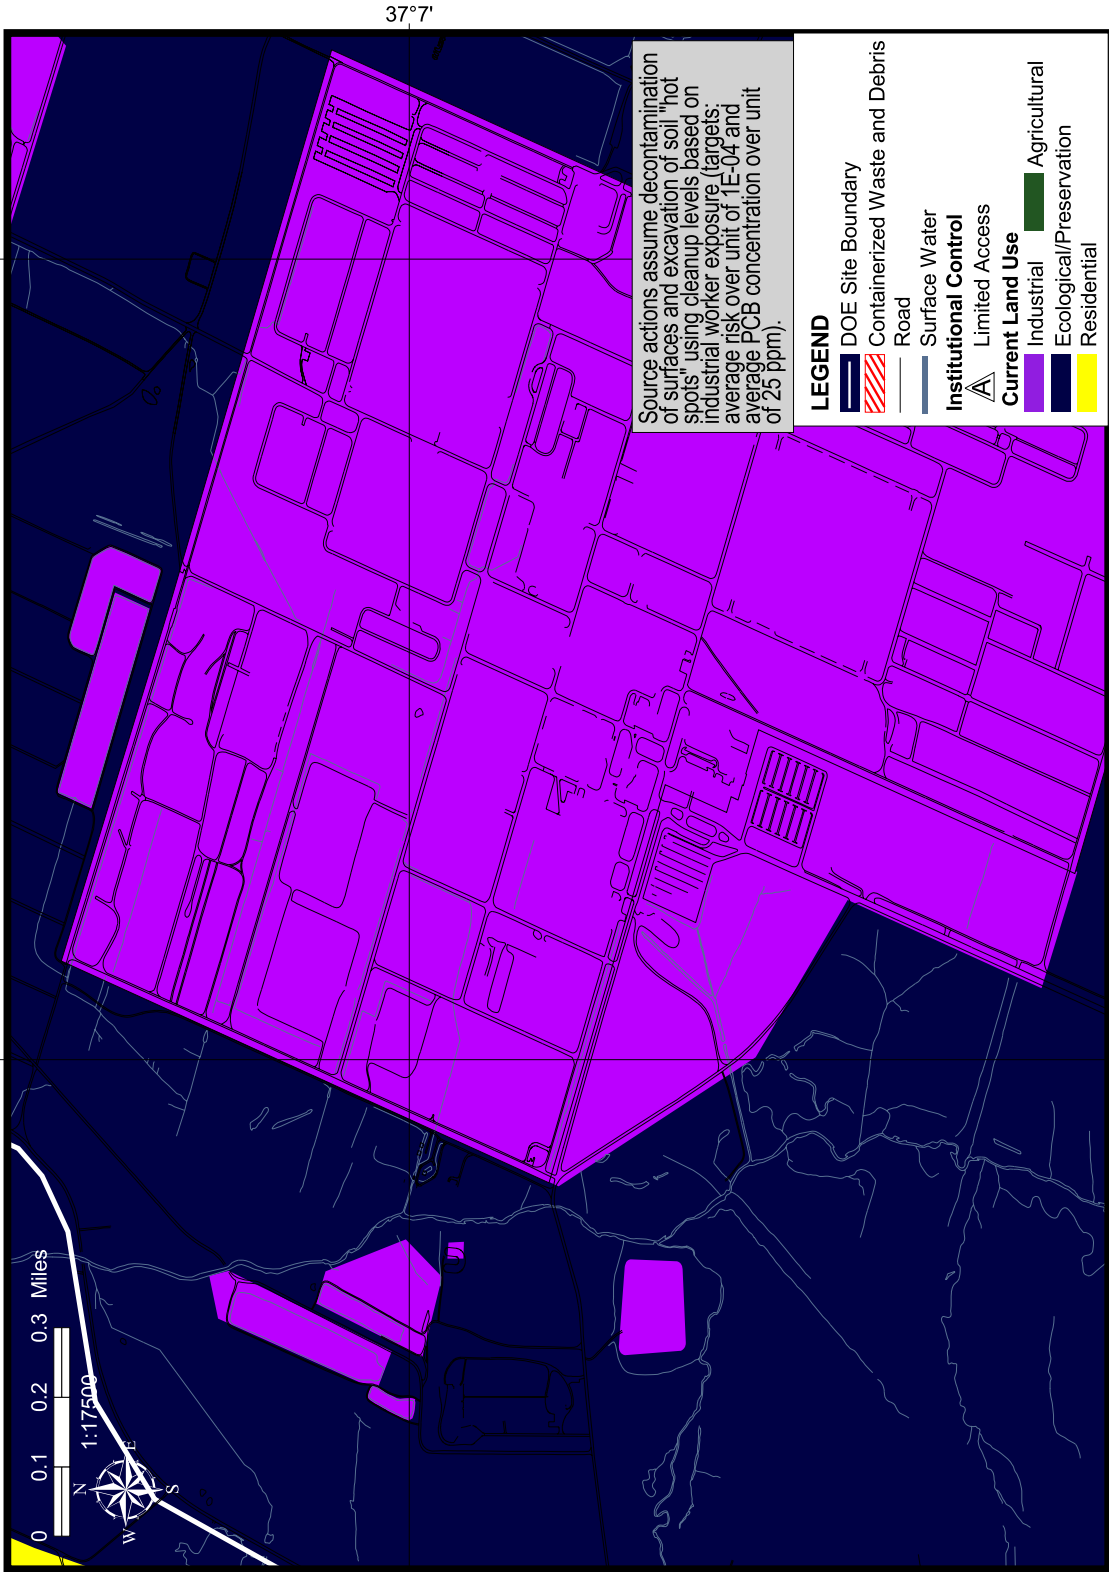 37°7'
Source actions assume decontamination
of surfaces and excavation of soil "hot
spots" using cleanup levels based on
industrial worker exposure (targets:
average risk over unit of 1E-04 and
average PCB concentration over unit
of 25 ppm).
LEGEND
DOE Site Boundary
Containerized Waste and Debris
Road
Surface Water
Institutional Control
A Limited Access
Current Land Use
Industrial Agricultural
Ecological/Preservation
Residential
0 0.1 0.2 0.3 Miles
1:17500
N
W E
S